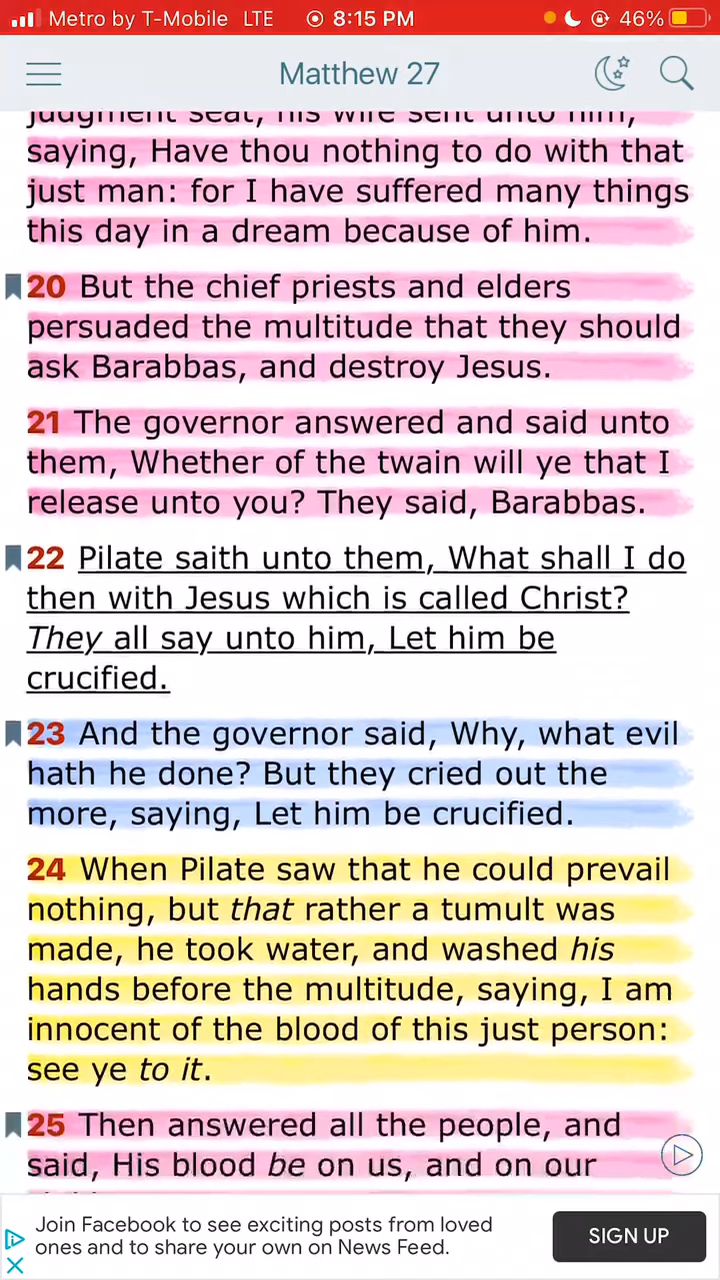 Metro by T-Mobile LTE 8:15 PM 46%
Matthew 27
judgment seat, his wife sent unto him,
saying, Have thou nothing to do with that
just man: for I have suffered many things
this day in a dream because of him.
20 But the chief priests and elders
persuaded the multitude that they should
ask Barabbas, and destroy Jesus.
21 The governor answered and said unto
them, Whether of the twain will ye that I
release unto you? They said, Barabbas.
22 Pilate saith unto them, What shall I do
then with Jesus which is called Christ?
They all say unto him, Let him be
crucified.
23 And the governor said, Why, what evil
hath he done? But they cried out the
more, saying, Let him be crucified.
24 When Pilate saw that he could prevail
nothing, but that rather a tumult was
made, he took water, and washed his
hands before the multitude, saying, I am
innocent of the blood of this just person:
see ye to it.
25 Then answered all the people, and
said, His blood be on us, and on our
Join Facebook to see exciting posts from loved
ones and to share your own on News Feed.
SIGN UP